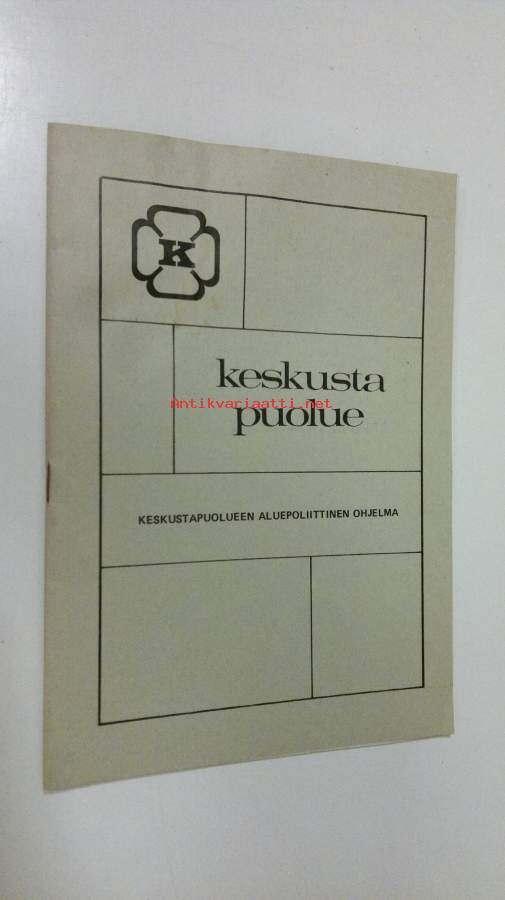 K
keskusta
Antikvariaatti.net
puolue
KESKUSTAPUOLUEEN ALUEPOLIITTINEN OHJELMA